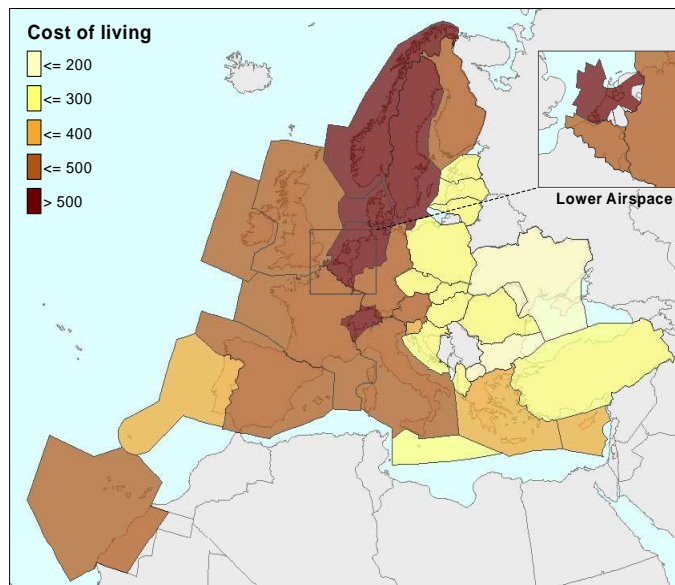 Cost of living
<= 200
<= 300
<= 400
<= 500
> 500
Lower Airspace